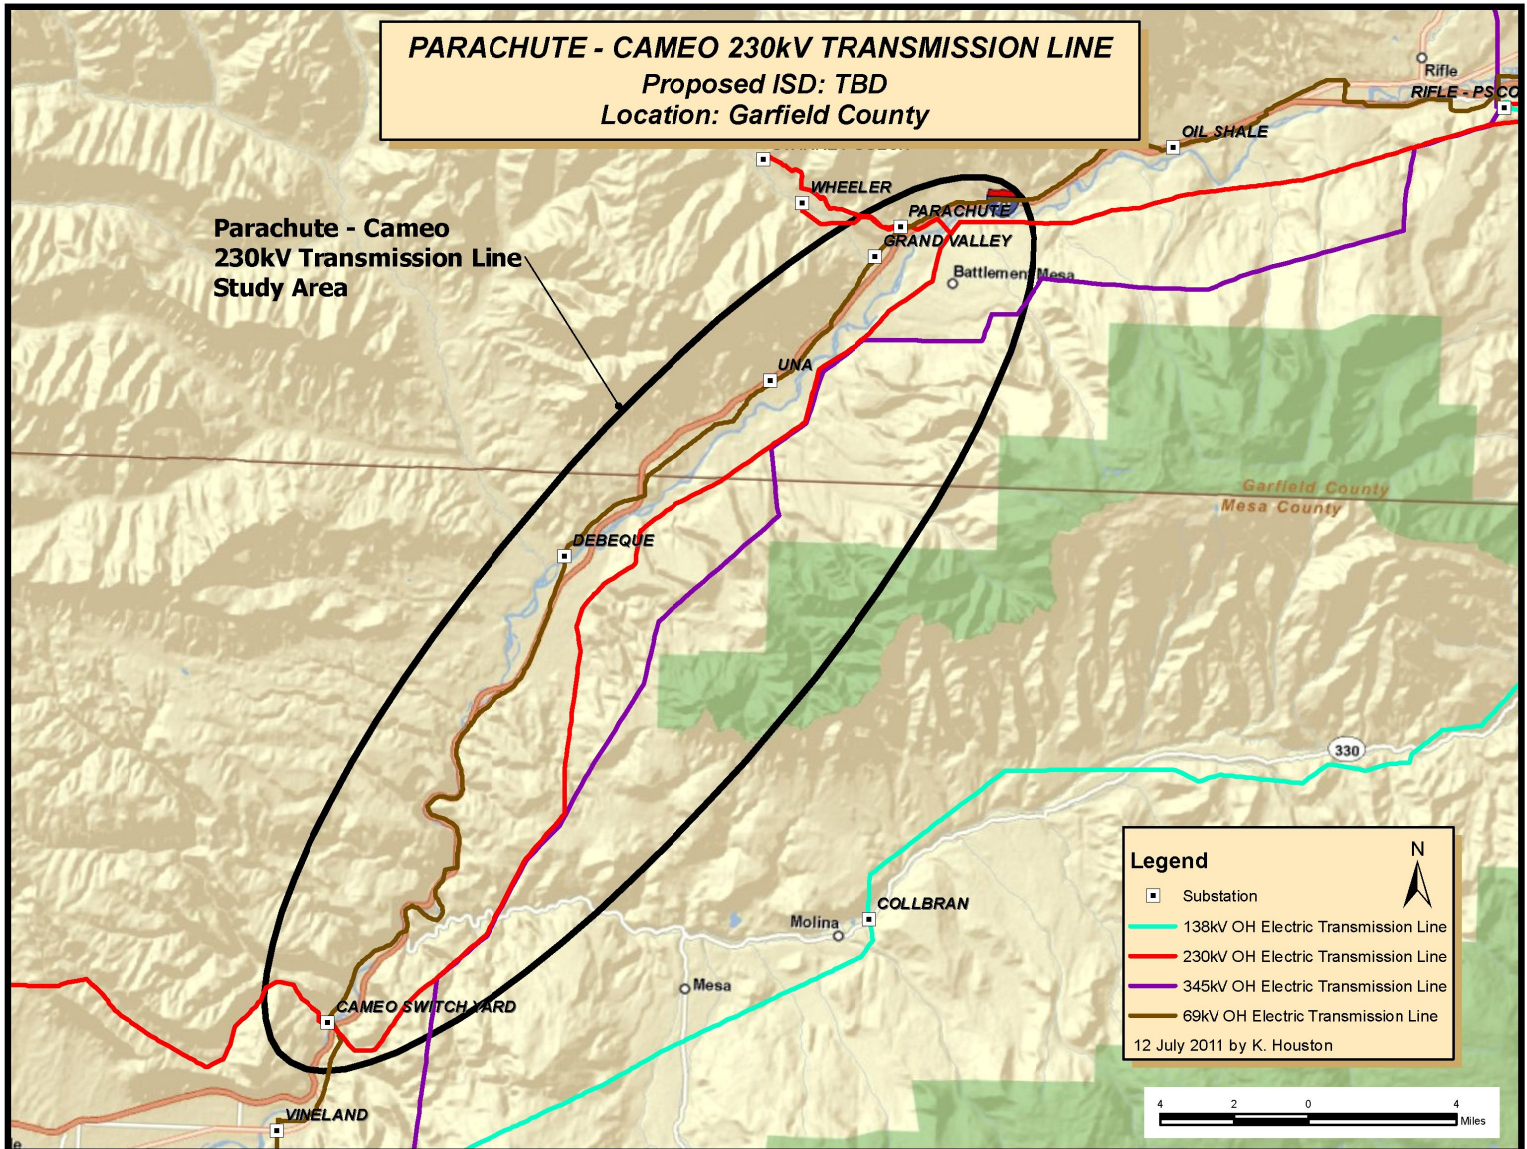 PARACHUTE - CAMEO 230kV TRANSMISSION LINE
Proposed ISD: TBD
Location: Garfield County
Rifle
RIFLE - PSCO
OIL SHALE
WHEELER
PARACHUTE
GRAND VALLEY
Battlement Mesa
Parachute - Cameo
230kV Transmission Line
Study Area
UNA
Garfield County
Mesa County
DEBEQUE
330
COLLBRAN
Molina
Mesa
CAMEO SWITCH YARD
VINELAND
Legend
N
Substation
138kV OH Electric Transmission Line
230kV OH Electric Transmission Line
345kV OH Electric Transmission Line
69kV OH Electric Transmission Line
12 July 2011 by K. Houston
4 2 0 4
Miles